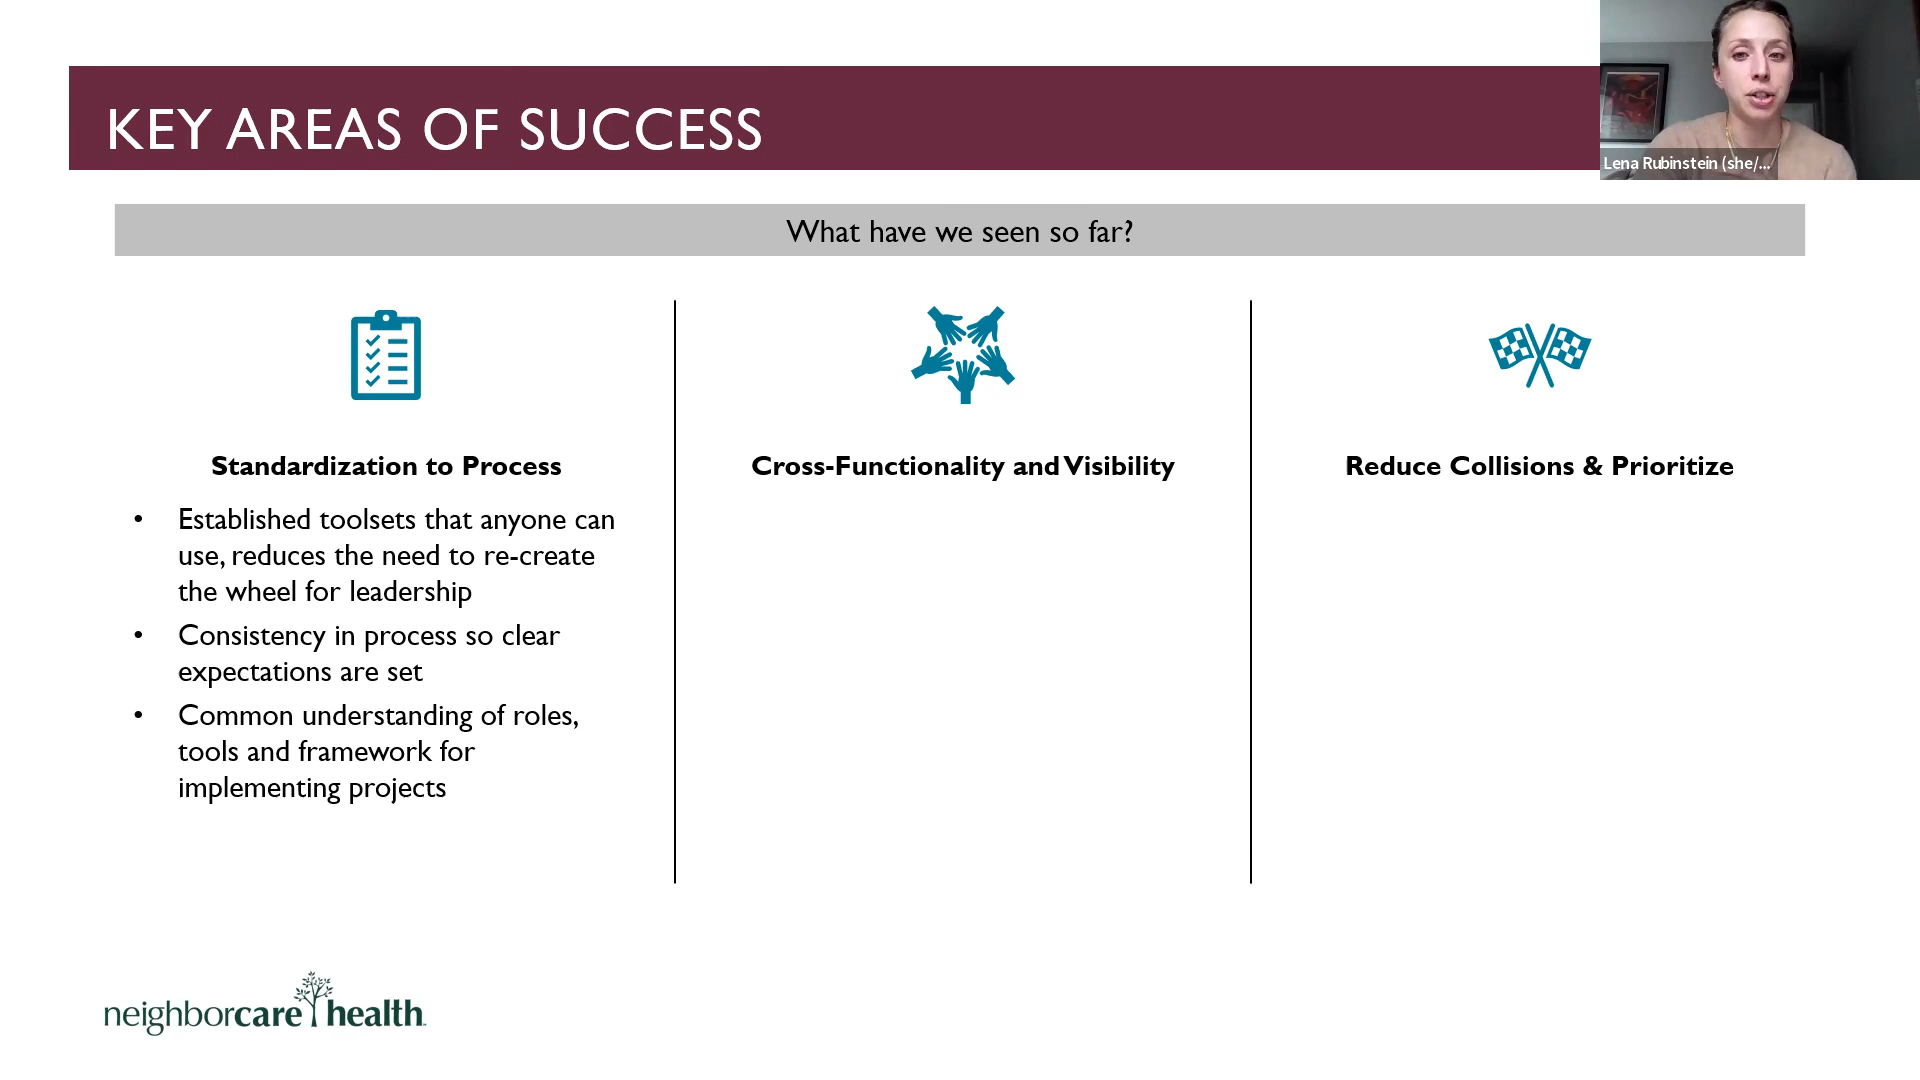 KEY AREAS OF SUCCESS
Lena Rubinstein (she/...
What have we seen so far?
Standardization to Process
• Established toolsets that anyone can
use, reduces the need to re-create
the wheel for leadership
• Consistency in process so clear
expectations are set
• Common understanding of roles,
tools and framework for
implementing projects
Cross-Functionality and Visibility
Reduce Collisions & Prioritize
neighborcare health